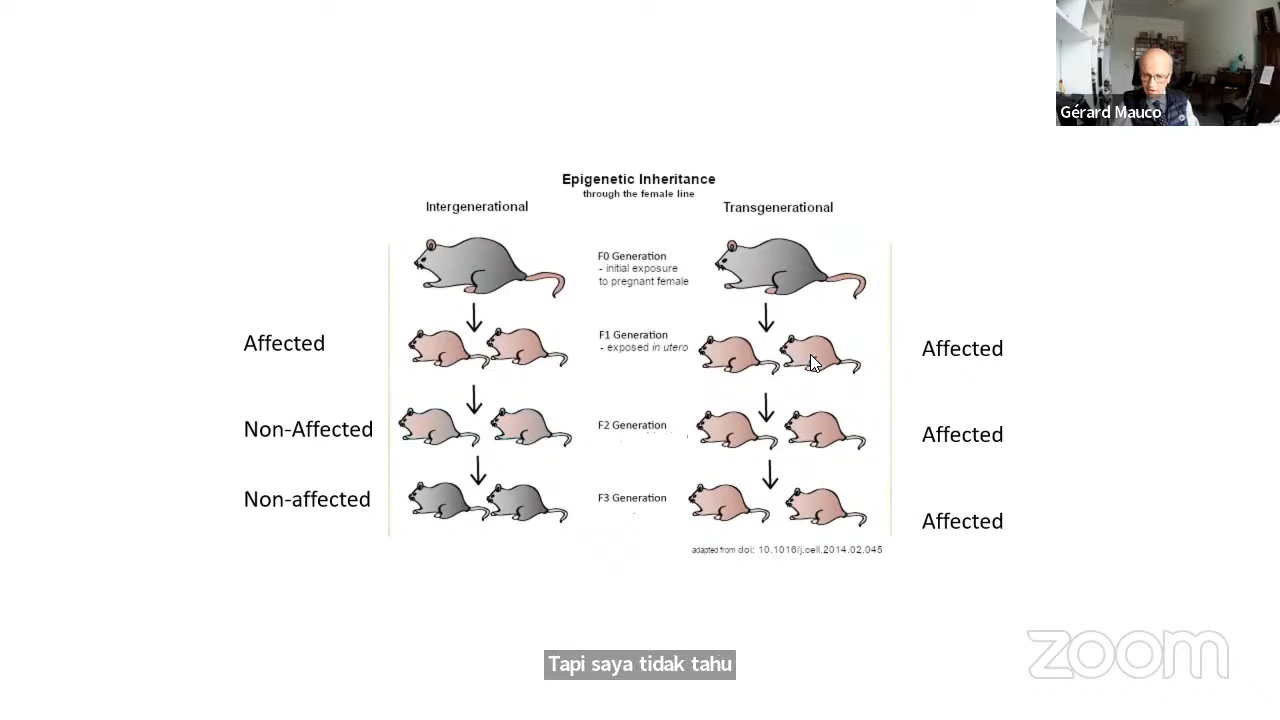 Gérard Mauco
Epigenetic Inheritance
through the female line
Intergenerational
Transgenerational
F0 Generation
- initial exposure
to pregnant female
Affected
F1 Generation
- exposed in utero
Affected
Non-Affected
F2 Generation
Affected
Non-affected
F3 Generation
Affected
adapted from doi: 10.1016/j.cell.2014.02.045
Tapi saya tidak tahu
zoom